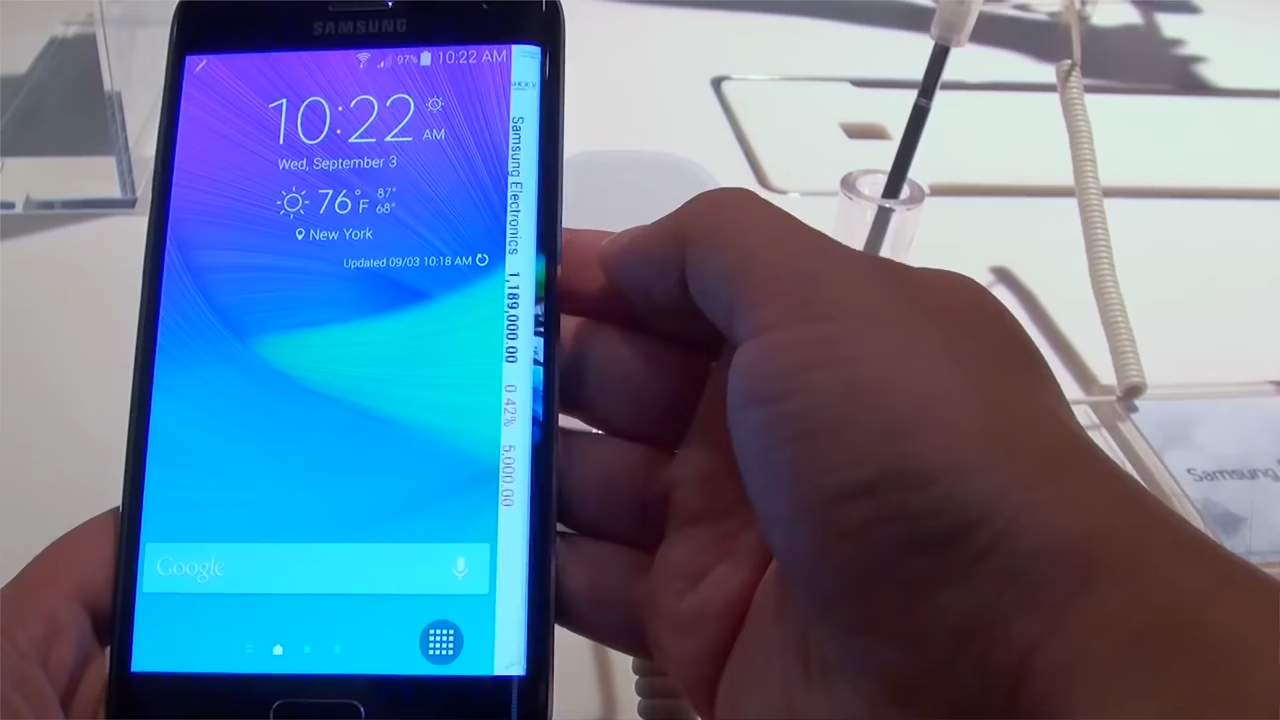 SAMSUNG
97% 10:22 AM
10:22 AM
Wed, September 3
76°F 87° 68°
New York
Updated 09/03 10:18 AM
Samsung Electronics 1,189,000.00 0.42% 5,000.00
Google
Samsung